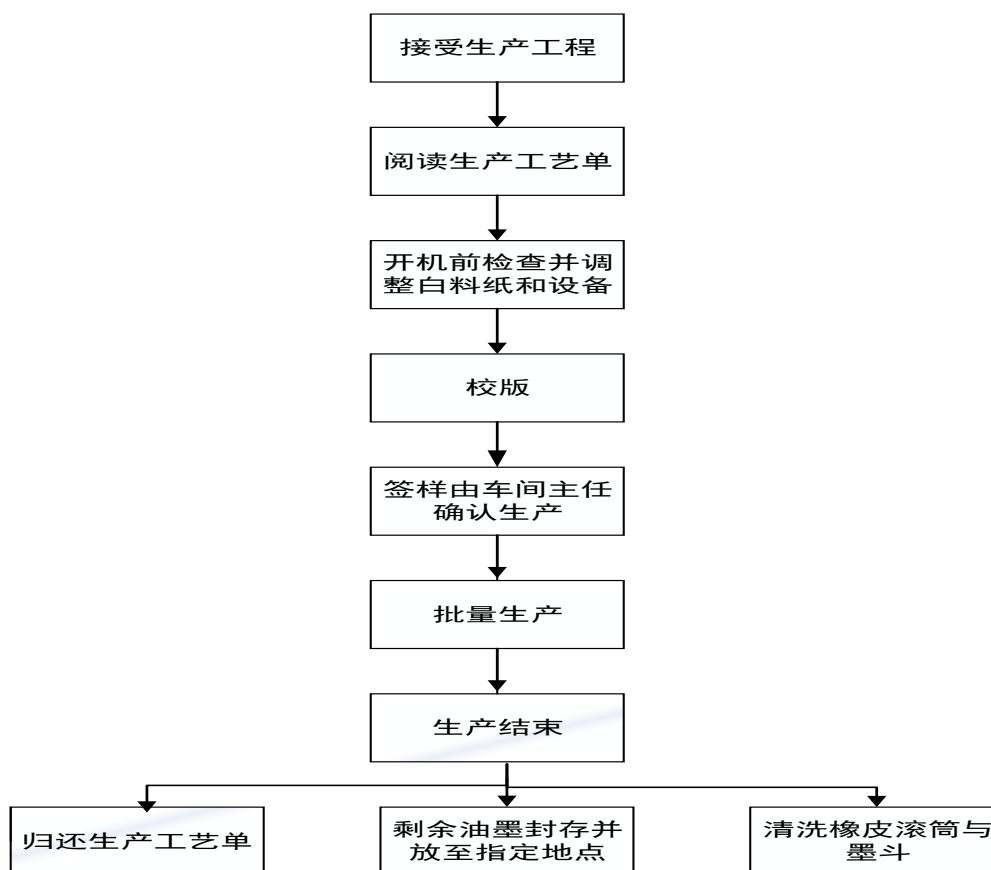 接受生产工程
阅读生产工艺单
开机前检查并调
整白料纸和设备
校版
签样由车间主任
确认生产
批量生产
生产结束
归还生产工艺单
剩余油墨封存并
放至指定地点
清洗橡皮滚筒与
墨斗